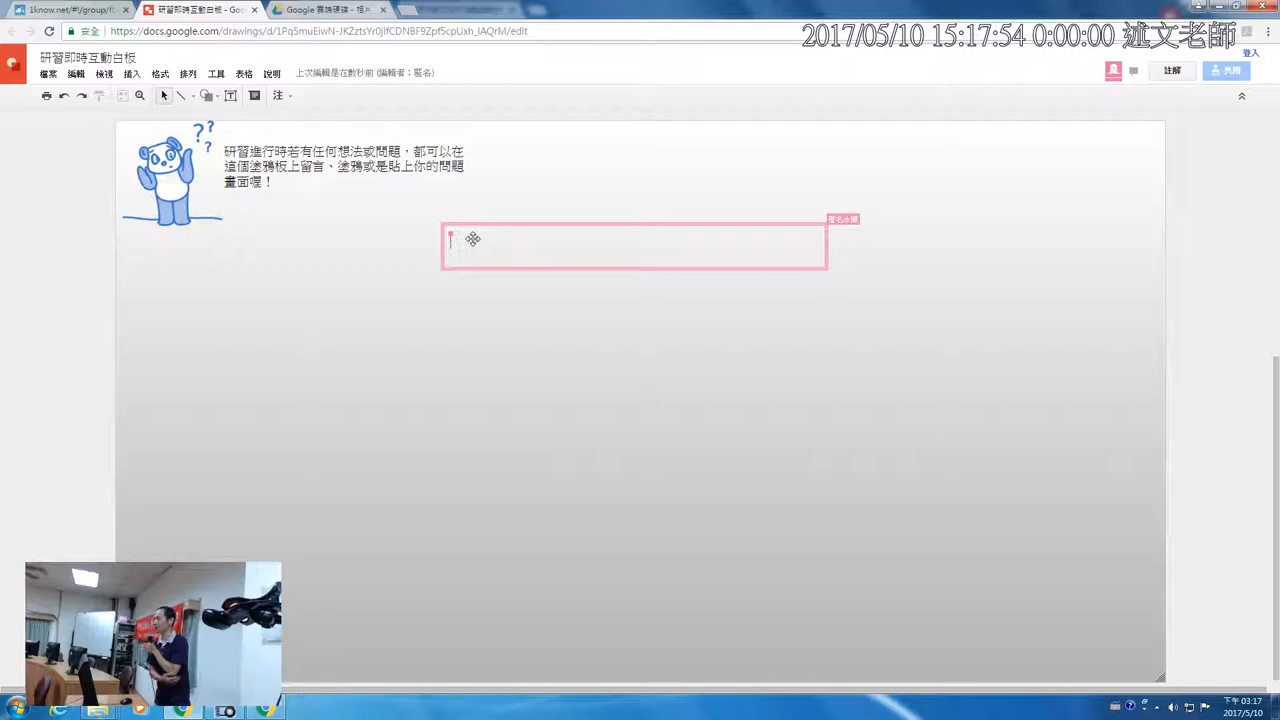 1know.net/#!/group/f
研習即時互動白板 - Goo
Google 雲端硬碟 - 相片
安全
https://docs.google.com/drawings/d/1Pq5muEiwN-JKZztsYr0JIfCDNBF9Zpf5cpUxh_t_QrM/edit
2017/05/10 15:17:54 0:00:00 述文老師
登入
研習即時互動白板
檔案 編輯 檢視 插入 格式 排列 工具 表格 說明 上次編輯是在數秒前 (編輯者:匿名)
註解
共用
注
?? ?
研習進行時若有任何想法或問題,都可以在
這個塗鴉板上留言、塗鴉或是貼上你的問題
畫面喔!
下午 03:17
2017/5/10